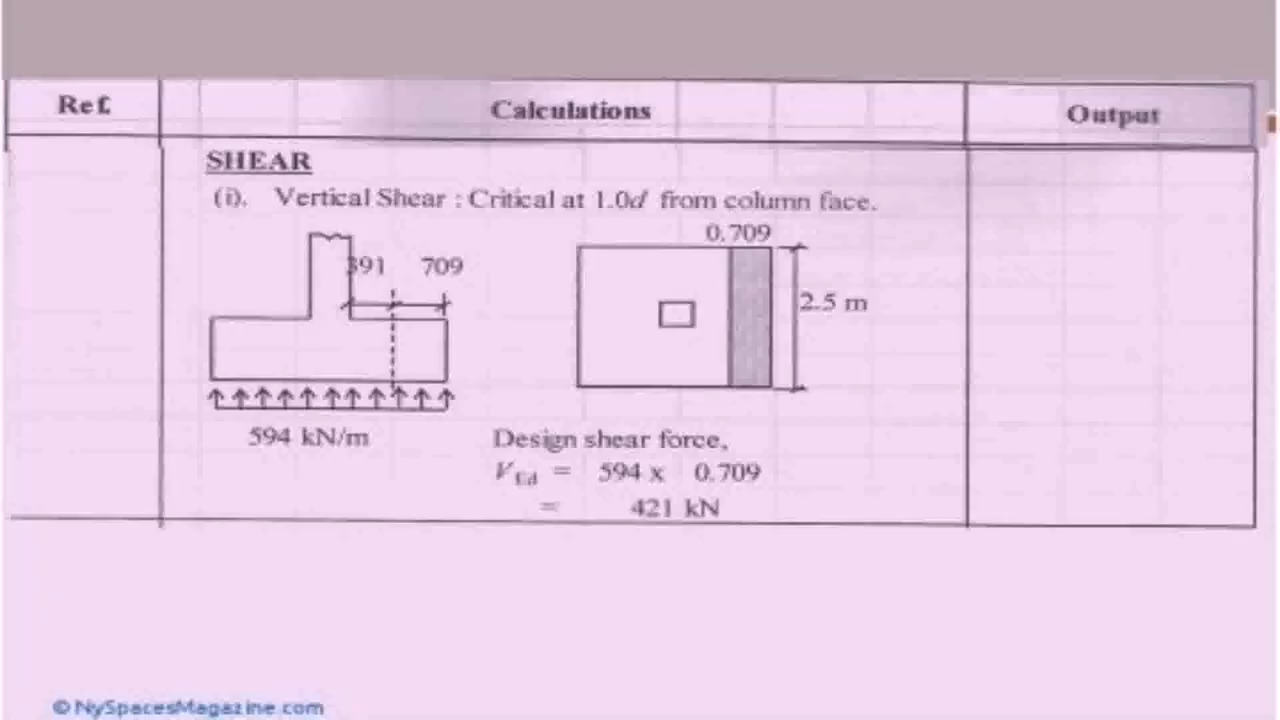 Ref.
Calculations
Output
SHEAR
(i). Vertical Shear : Critical at 1.0d from column face.
0.709
391 709
2.5 m
594 kN/m
Design shear force,
VEd = 594 x 0.709
= 421 kN
© NySpacesMagazine.com